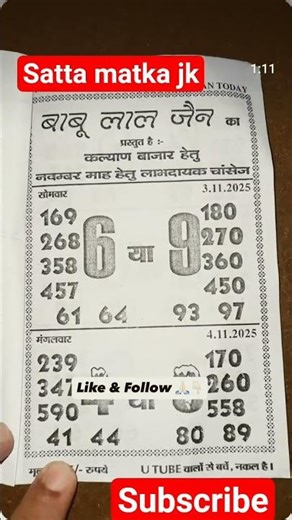 Satta matka jk
1:11
AN TODAY
बाबू लाल जैन का
प्रस्तुत है :-
कल्याण बाजार हेतु
नवम्बर माह हेतु लाभदायक चांसेज
सोमवार 3.11.2025
169 180
268 270
6 या 9
358 360
457 450
61 64 93 97
मंगलवार 4.11.2025
239 170
347 260
Like & Follow 🙏🏻
4 या
590 558
41 44 80 89
/- रुपये U TUBE वालों से बचें, नकल है।
Subscribe